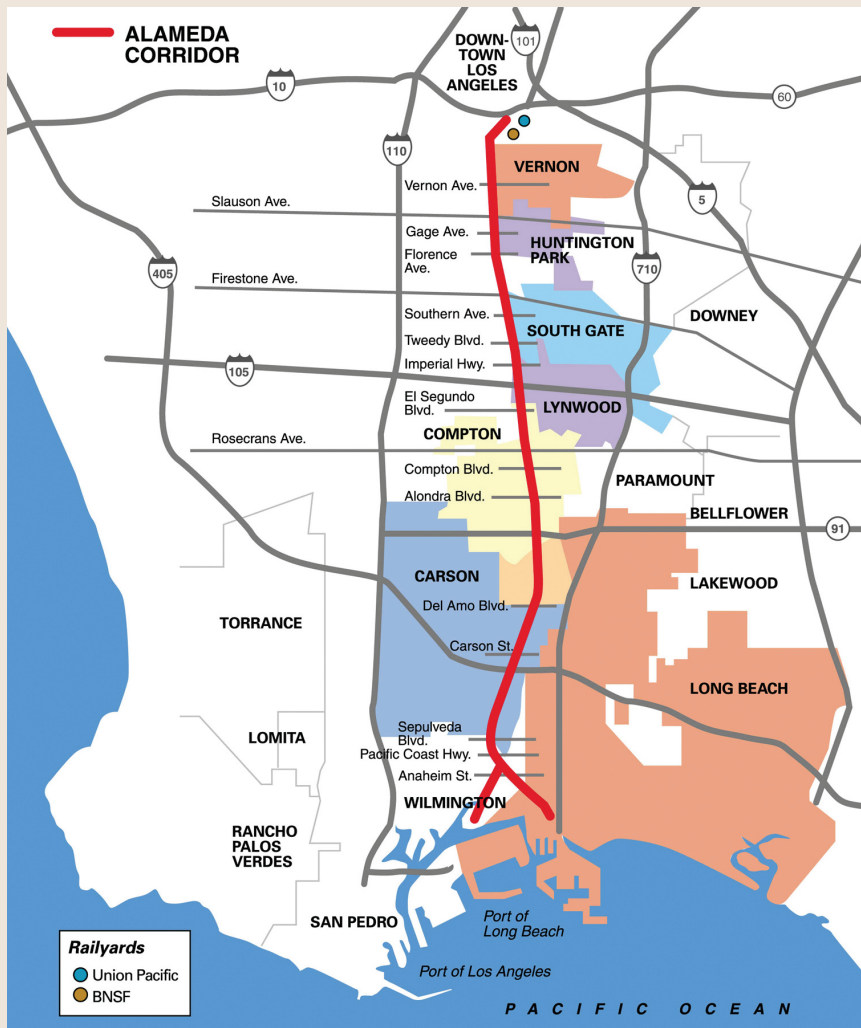 ALAMEDA
CORRIDOR
DOWN-
TOWN
LOS
ANGELES
101
10
60
110
VERNON
Vernon Ave.
5
Slauson Ave.
Gage Ave.
HUNTINGTON
PARK
Florence
Ave.
405
710
Firestone Ave.
Southern Ave.
DOWNEY
SOUTH GATE
Tweedy Blvd.
Imperial Hwy.
105
El Segundo
Blvd.
LYNWOOD
COMPTON
Rosecrans Ave.
Compton Blvd.
PARAMOUNT
Alondra Blvd.
BELLFLOWER
91
CARSON
LAKEWOOD
Del Amo Blvd.
TORRANCE
Carson St.
LONG BEACH
Sepulveda
Blvd.
LOMITA
Pacific Coast Hwy.
Anaheim St.
WILMINGTON
RANCHO
PALOS
VERDES
SAN PEDRO
Port of
Long Beach
Railyards
Union Pacific
BNSF
Port of Los Angeles
PACIFIC OCEAN